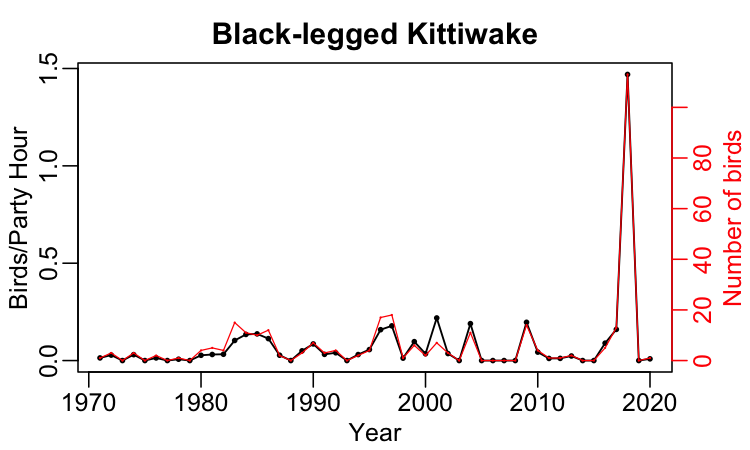 Black-legged Kittiwake
Birds/Party Hour
0.0 0.5 1.0 1.5
1970 1980 1990 2000 2010 2020
Year
0 20 40 60 80
Number of birds